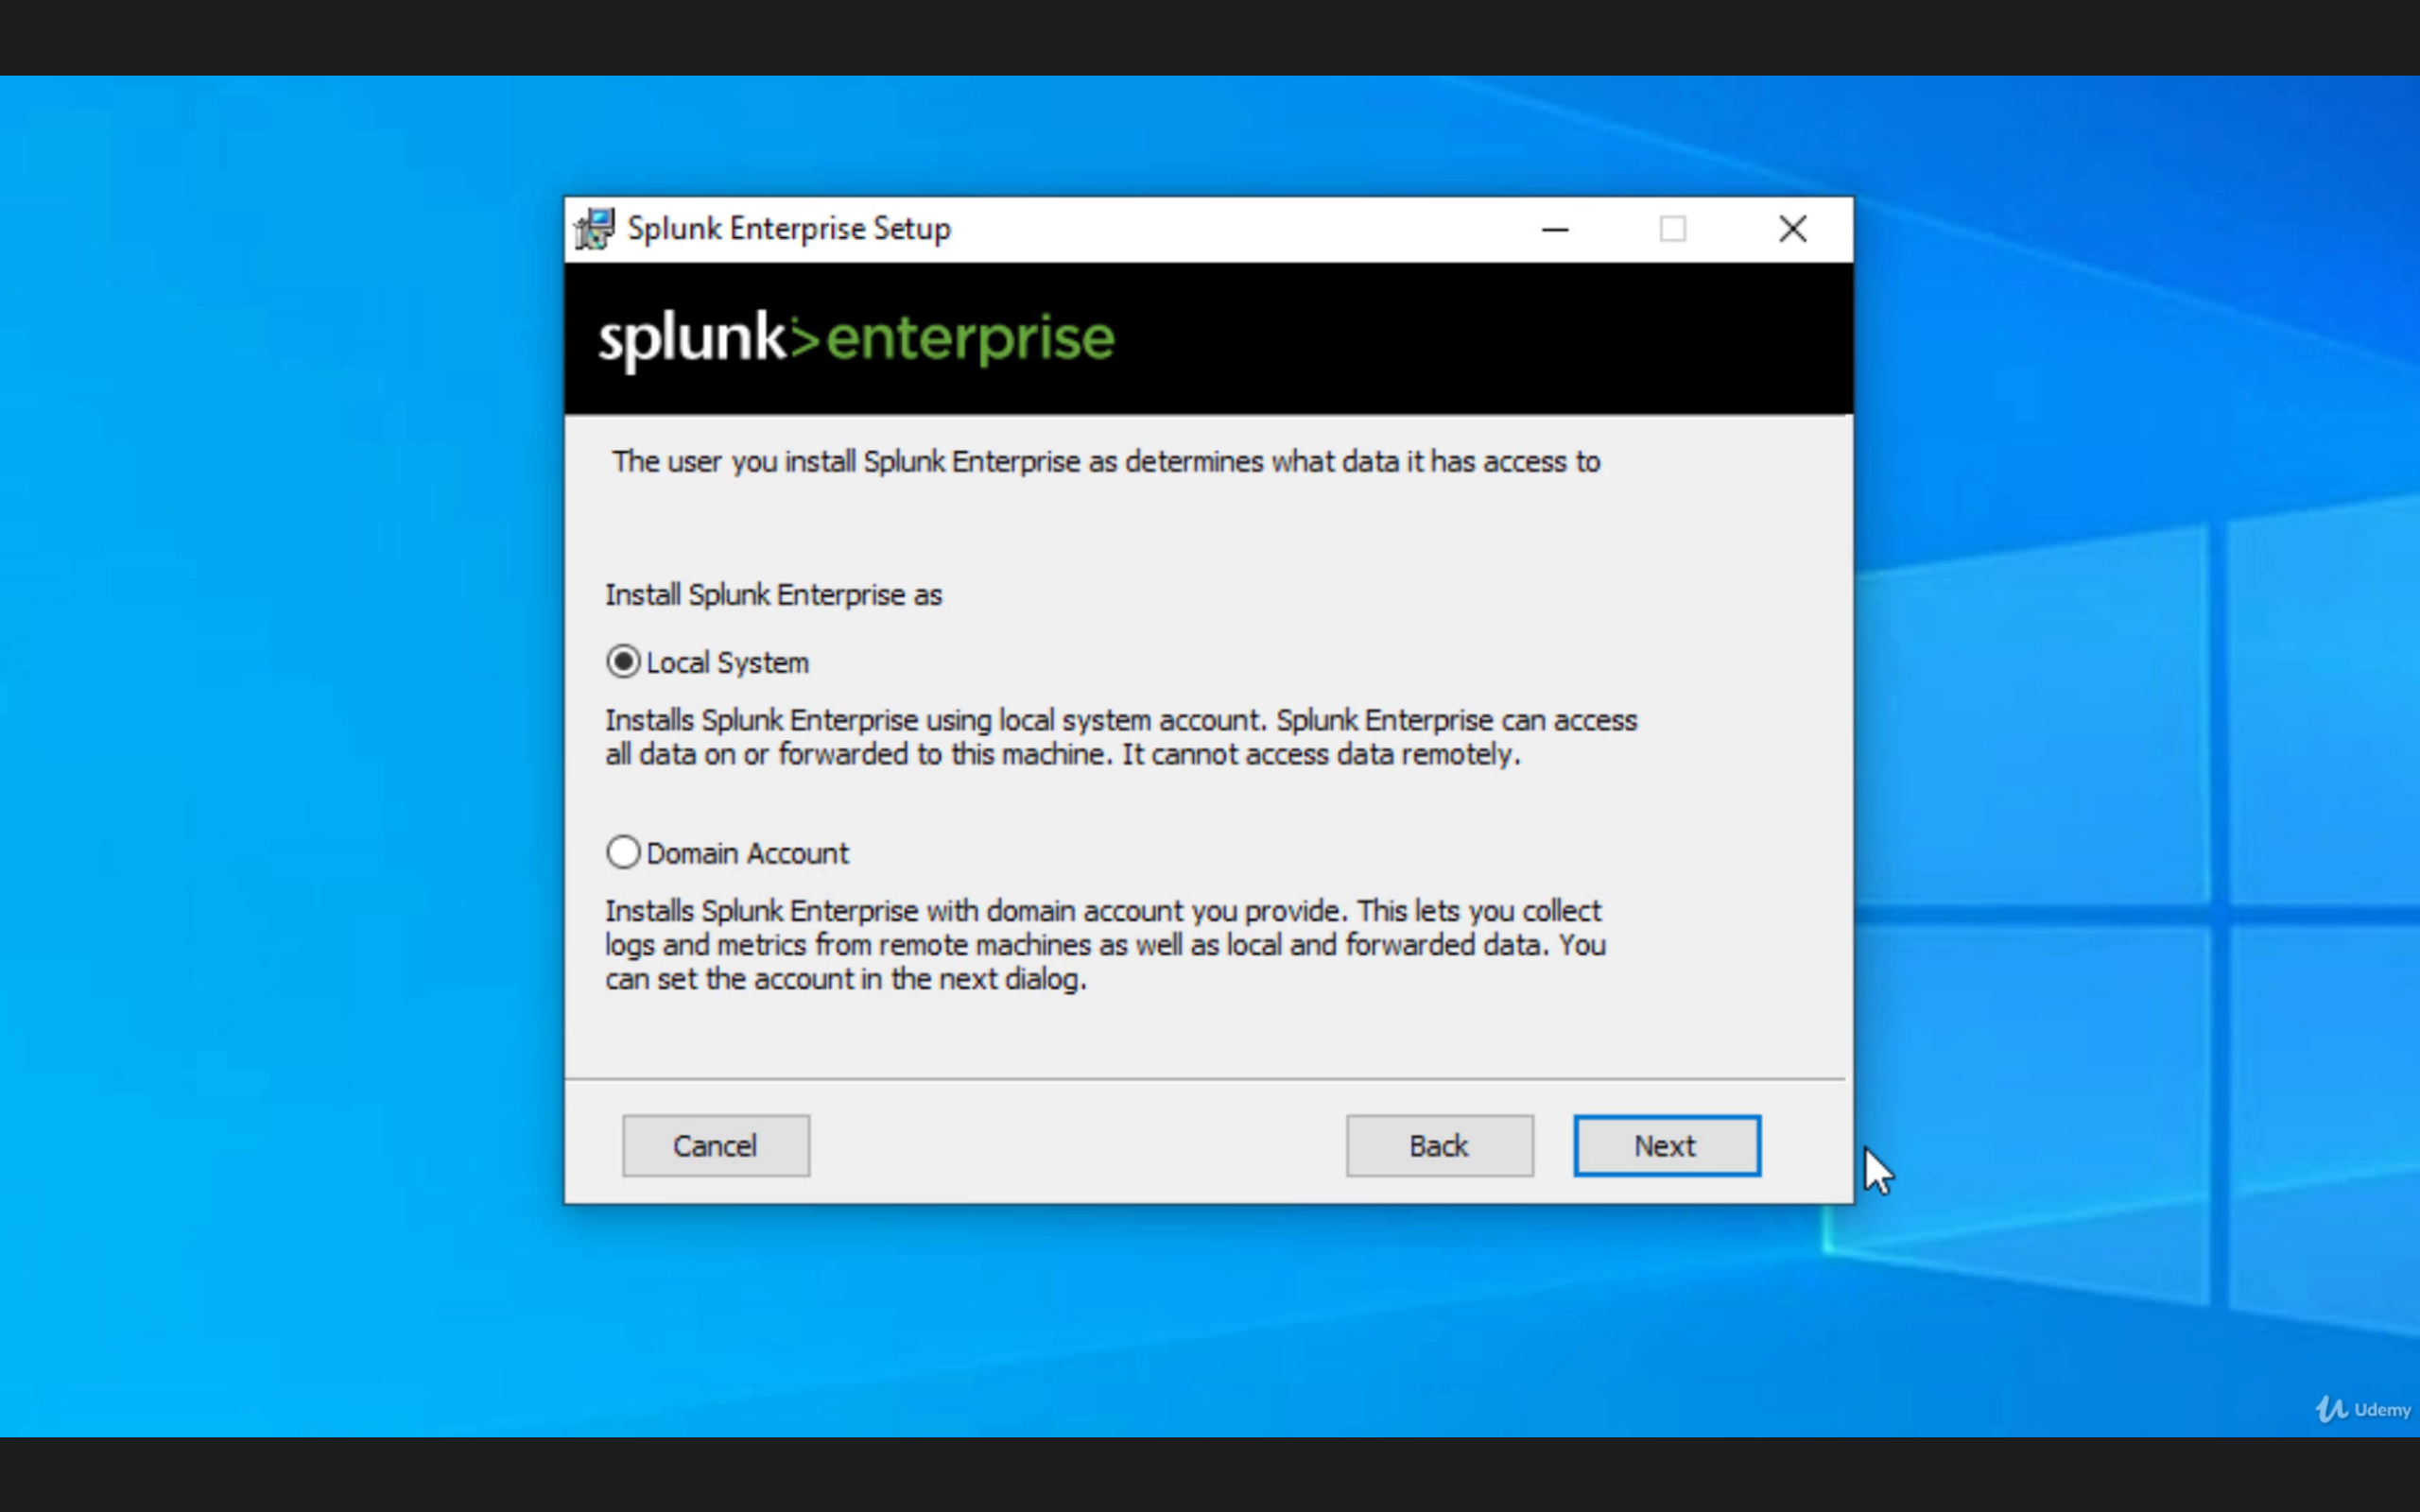 Splunk Enterprise Setup
splunk>enterprise
The user you install Splunk Enterprise as determines what data it has access to
Install Splunk Enterprise as
Local System
Installs Splunk Enterprise using local system account. Splunk Enterprise can access
all data on or forwarded to this machine. It cannot access data remotely.
Domain Account
Installs Splunk Enterprise with domain account you provide. This lets you collect
logs and metrics from remote machines as well as local and forwarded data. You
can set the account in the next dialog.
Cancel
Back
Next
Udemy